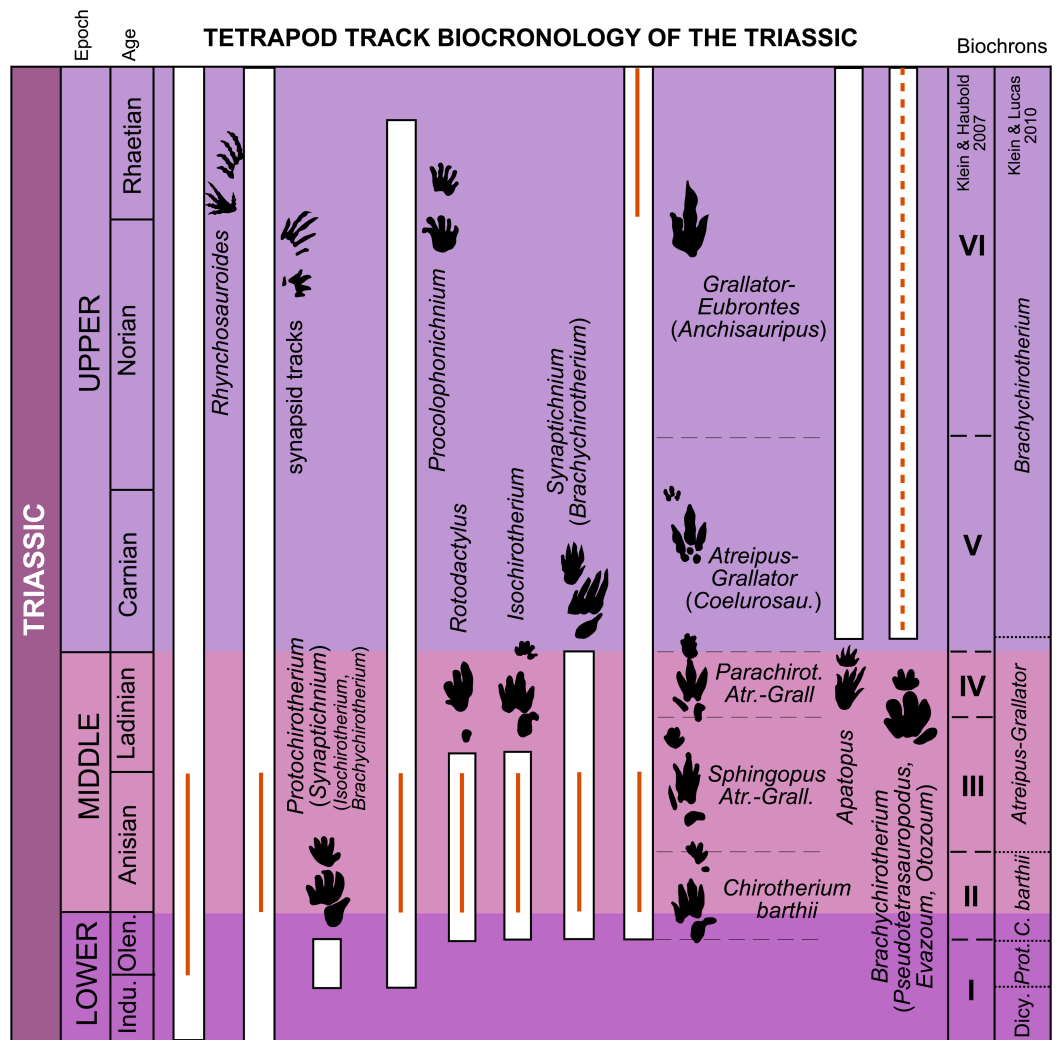 TETRAPOD TRACK BIOCRONOLOGY OF THE TRIASSIC
Epoch
Age
Biochrons
Klein & Haubold
2007
Klein & Lucas
2010
TRIASSIC
UPPER
MIDDLE
LOWER
Rhaetian
Norian
Carnian
Ladinian
Anisian
Olen.
Indu.
Rhynchosauroides
synapsid tracks
Protochirotherium
(Synaptichnium)
(Isochirotherium,
Brachychirotherium)
Procolophonichnium
Rotodactylus
Isochirotherium
Synaptichnium
(Brachychirotherium)
Grallator-
Eubrontes
(Anchisauripus)
Atreipus-
Grallator
(Coelurosau.)
Parachirot.
Atr.-Grall
Sphingopus
Atr.-Grall.
Chirotherium
barthii
Apatopus
Brachychirotherium
(Pseudotetrasauropodus,
Evazoum, Otozoum)
VI
V
IV
III
II
I
Brachychirotherium
Atreipus-Grallator
C. barthii
Prot.
Dicy.